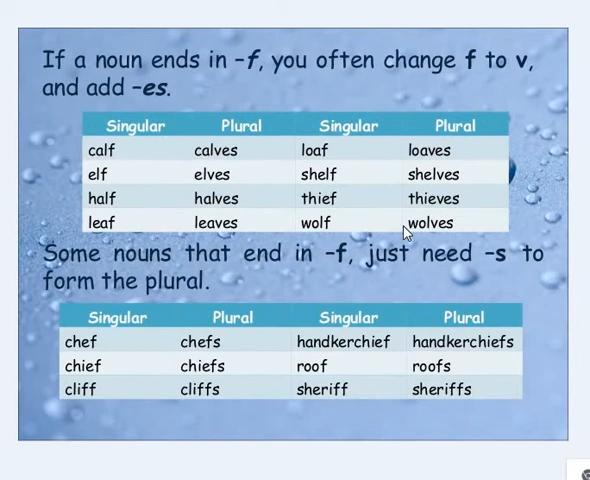 If a noun ends in –f, you often change f to v,
and add –es.
Singular Plural Singular Plural
calf calves loaf loaves
elf elves shelf shelves
half halves thief thieves
leaf leaves wolf wolves
Some nouns that end in –f, just need –s to
form the plural.
Singular Plural Singular Plural
chef chefs handkerchief handkerchiefs
chief chiefs roof roofs
cliff cliffs sheriff sheriffs